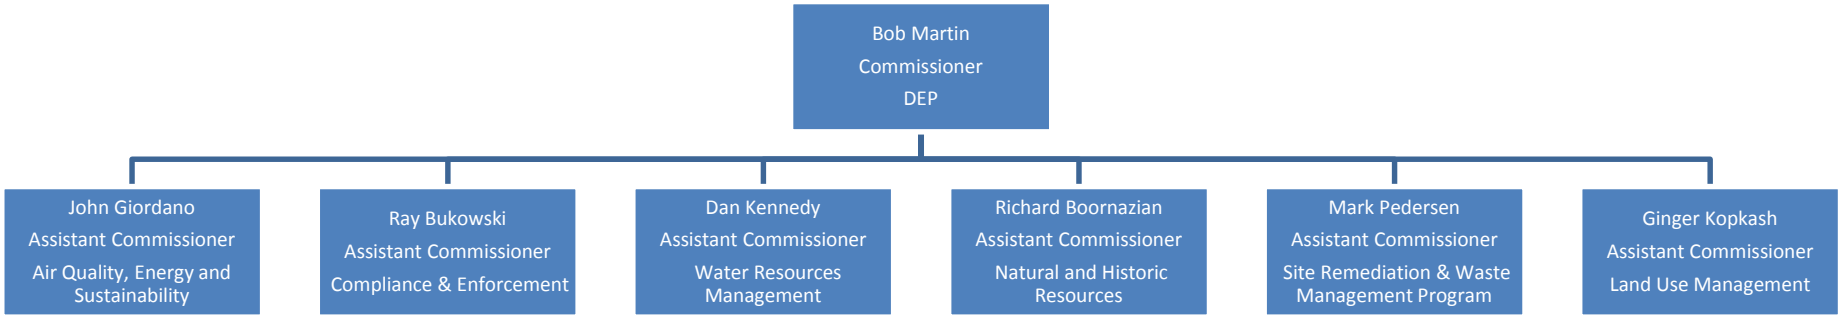 Bob Martin
Commissioner
DEP
John Giordano
Assistant Commissioner
Air Quality, Energy and
Sustainability
Ray Bukowski
Assistant Commissioner
Compliance & Enforcement
Dan Kennedy
Assistant Commissioner
Water Resources
Management
Richard Boornazian
Assistant Commissioner
Natural and Historic
Resources
Mark Pedersen
Assistant Commissioner
Site Remediation & Waste
Management Program
Ginger Kopkash
Assistant Commissioner
Land Use Management